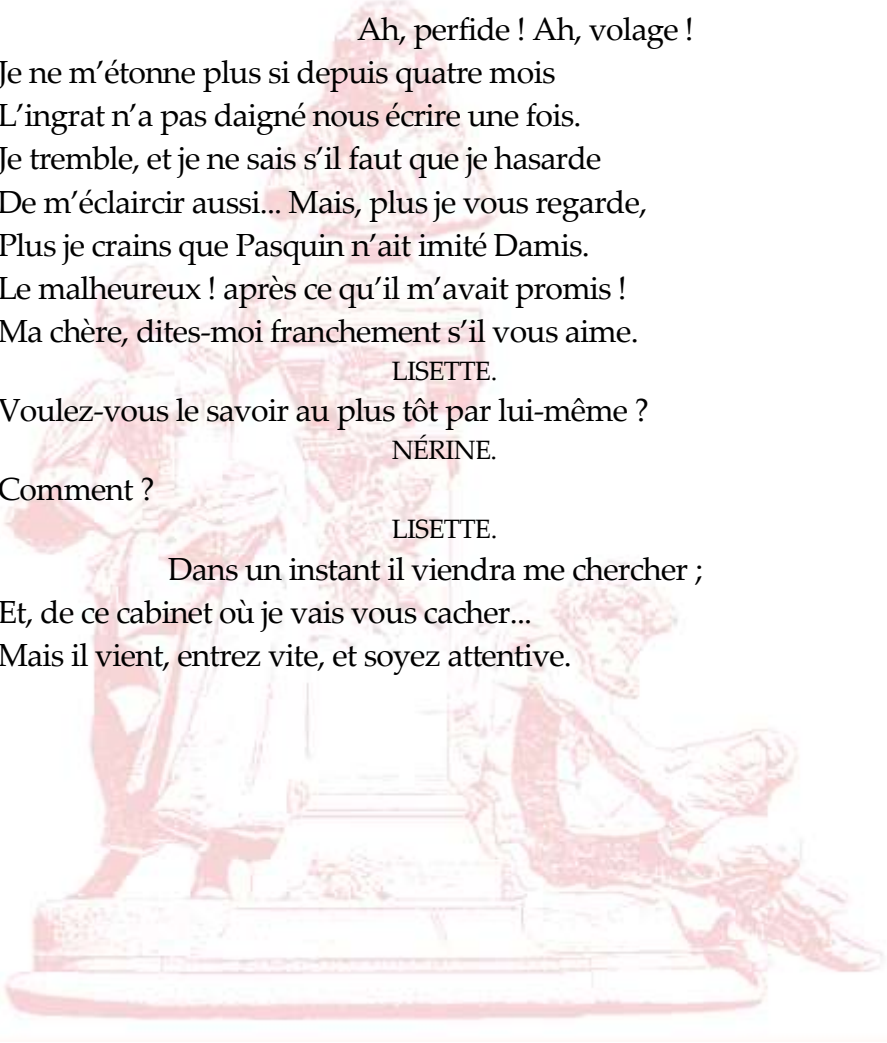 Ah, perfide ! Ah, volage !
Je ne m’étonne plus si depuis quatre mois
L’ingrat n’a pas daigné nous écrire une fois.
Je tremble, et je ne sais s’il faut que je hasarde
De m’éclaircir aussi... Mais, plus je vous regarde,
Plus je crains que Pasquin n’ait imité Damis.
Le malheureux ! après ce qu’il m’avait promis !
Ma chère, dites-moi franchement s’il vous aime.
LISETTE.
Voulez-vous le savoir au plus tôt par lui-même ?
NÉRINE.
Comment ?
LISETTE.
Dans un instant il viendra me chercher ;
Et, de ce cabinet où je vais vous cacher...
Mais il vient, entrez vite, et soyez attentive.